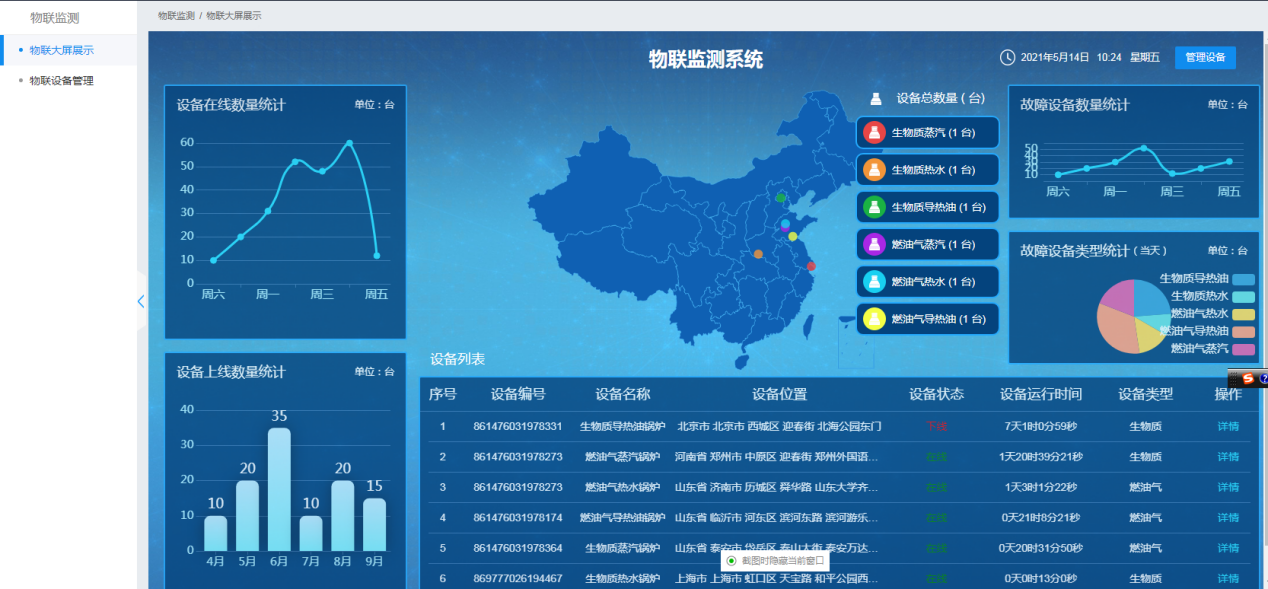 物联监测
物联大屏展示
物联设备管理
物联监测 / 物联大屏展示
物联监测系统
2021年5月14日 10:24 星期五
管理设备
设备在线数量统计
单位：台
60
50
40
30
20
10
0
周六 周一 周三 周五
设备上线数量统计
单位：台
40
30
20
10
0
10 20 35 10 20 15
4月 5月 6月 7月 8月 9月
设备总数量 ( 台)
生物质蒸汽 (1 台)
生物质热水 (1 台)
生物质导热油 (1 台)
燃油气蒸汽 (1 台)
燃油气热水 (1 台)
燃油气导热油 (1 台)
故障设备数量统计
单位：台
50
40
30
20
10
周六 周一 周三 周五
故障设备类型统计 ( 当天 )
单位：台
生物质导热油
生物质热水
燃油气热水
燃油气导热油
燃油气蒸汽
设备列表
序号 设备编号 设备名称 设备位置 设备状态 设备运行时间 设备类型 操作
1 861476031978331 生物质导热油锅炉 北京市 北京市 西城区 迎春街 北海公园东门 下线 7天1时0分59秒 生物质 详情
2 861476031978273 燃油气蒸汽锅炉 河南省 郑州市 中原区 迎春街 郑州外国语... 在线 1天20时39分21秒 生物质 详情
3 861476031978273 燃油气热水锅炉 山东省 济南市 历城区 舜华路 山东大学齐... 在线 1天3时1分22秒 燃油气 详情
4 861476031978174 燃油气导热油锅炉 山东省 临沂市 河东区 滨河东路 滨河游乐... 在线 0天21时8分21秒 燃油气 详情
5 861476031978364 生物质蒸汽锅炉 山东省 泰安市 岱岳区 泰山大街 泰安万达... 在线 0天20时31分50秒 燃油气 详情
截图时隐藏当前窗口
6 869777026194467 生物质热水锅炉 上海市 上海市 虹口区 天宝路 和平公园西... 在线 0天0时13分0秒 生物质 详情